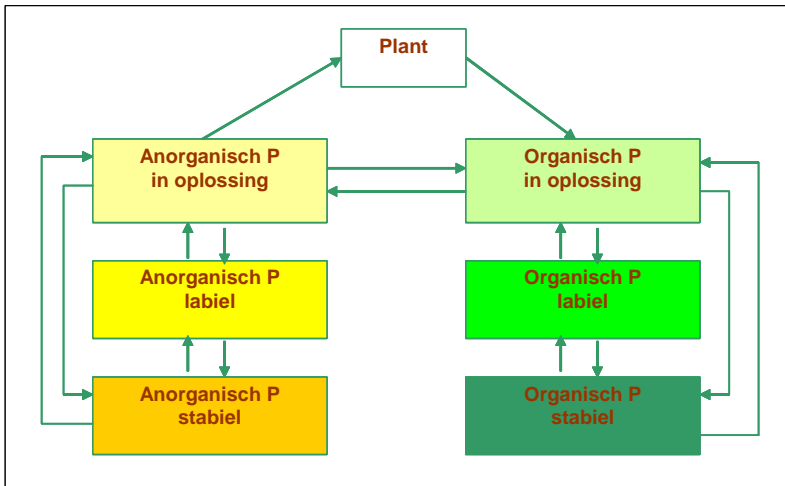 Plant
Anorganisch P
in oplossing
Organisch P
in oplossing
Anorganisch P
labiel
Organisch P
labiel
Anorganisch P
stabiel
Organisch P
stabiel